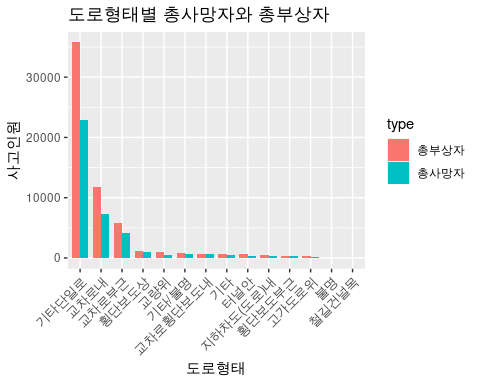 도로형태별 총사망자와 총부상자
사고인원
30000
20000
10000
0
기타단일로
교차로내
교차로부근
횡단보도상
교량위
기타/불명
교차로횡단보도내
기타
터널안
지하차도(도로)내
횡단보도부근
고가도로위
불명
철길건널목
도로형태
type
총부상자
총사망자